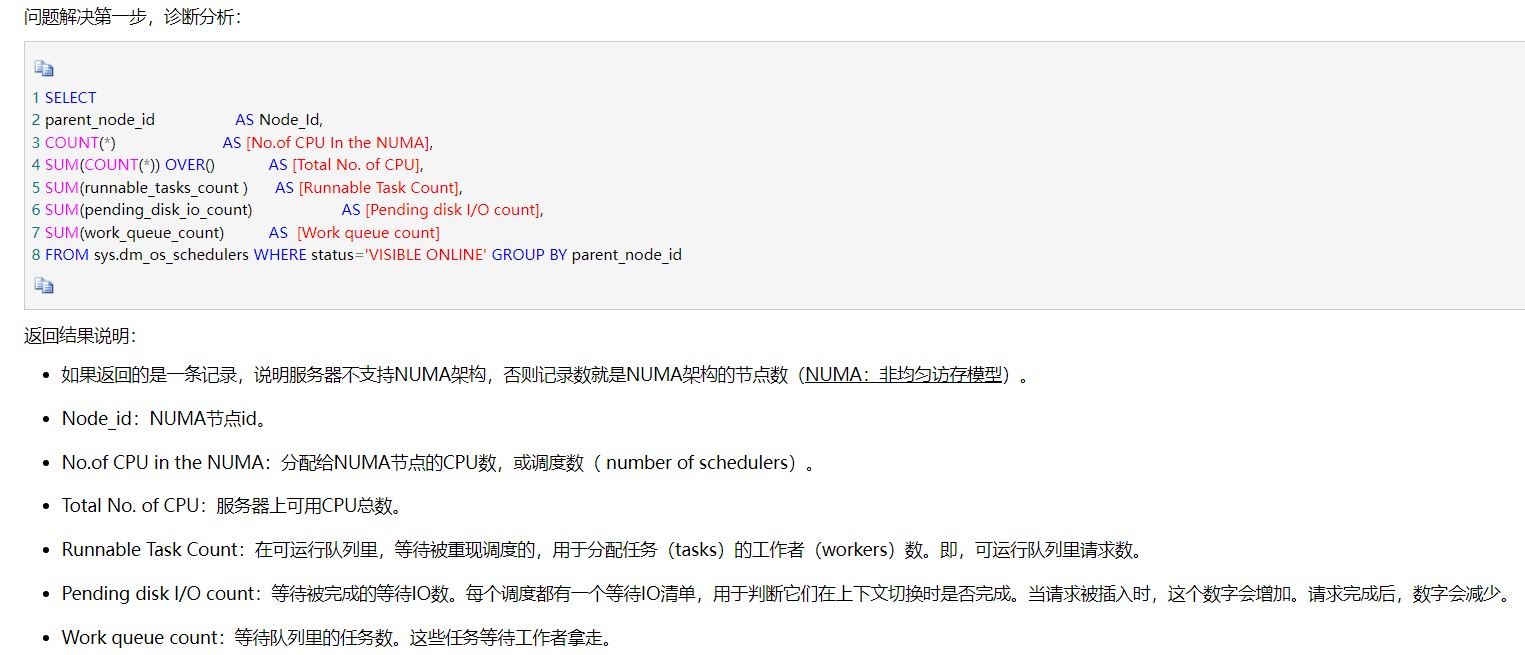 问题解决第一步，诊断分析：
1 SELECT
2 parent_node_id AS Node_Id,
3 COUNT(*) AS [No.of CPU In the NUMA],
4 SUM(COUNT(*)) OVER() AS [Total No. of CPU],
5 SUM(runnable_tasks_count ) AS [Runnable Task Count],
6 SUM(pending_disk_io_count) AS [Pending disk I/O count],
7 SUM(work_queue_count) AS [Work queue count]
8 FROM sys.dm_os_schedulers WHERE status='VISIBLE ONLINE' GROUP BY parent_node_id
返回结果说明：
• 如果返回的是一条记录，说明服务器不支持NUMA架构，否则记录数就是NUMA架构的节点数（NUMA：非均匀访存模型）。
• Node_id：NUMA节点id。
• No.of CPU in the NUMA：分配给NUMA节点的CPU数，或调度数（ number of schedulers）。
• Total No. of CPU：服务器上可用CPU总数。
• Runnable Task Count：在可运行队列里，等待被重现调度的，用于分配任务（tasks）的工作者（workers）数。即，可运行队列里请求数。
• Pending disk I/O count：等待被完成的等待IO数。每个调度都有一个等待IO清单，用于判断它们在上下文切换时是否完成。当请求被插入时，这个数字会增加。请求完成后，数字会减少。
• Work queue count：等待队列里的任务数。这些任务等待工作者拿走。